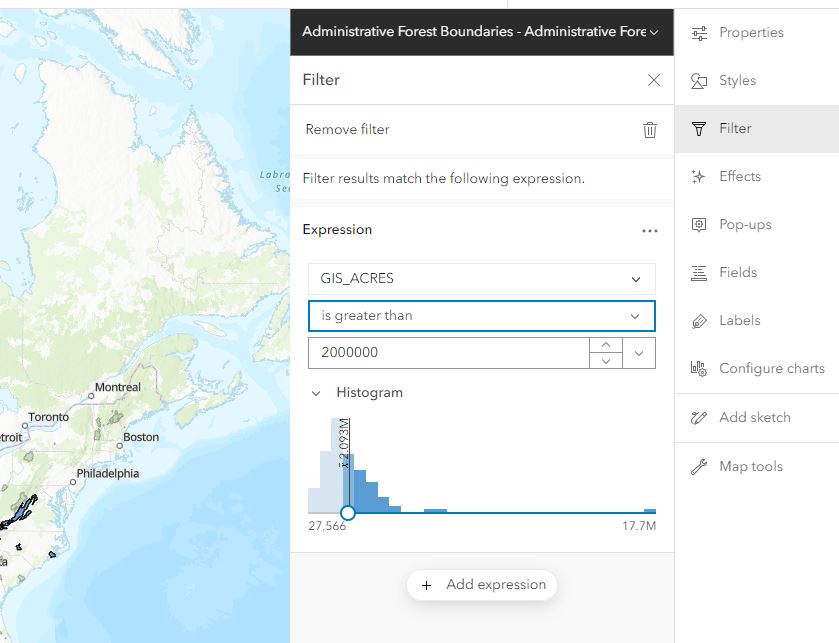 Administrative Forest Boundaries - Administrative Fore
Filter
Remove filter
Filter results match the following expression.
Expression
GIS_ACRES
is greater than
2000000
Histogram
x̄ 2.093M
27,566
17.7M
Add expression
Properties
Styles
Filter
Effects
Pop-ups
Fields
Labels
Configure charts
Add sketch
Map tools
Labra
Se
Montreal
Toronto
etroit
Boston
Philadelphia
ta